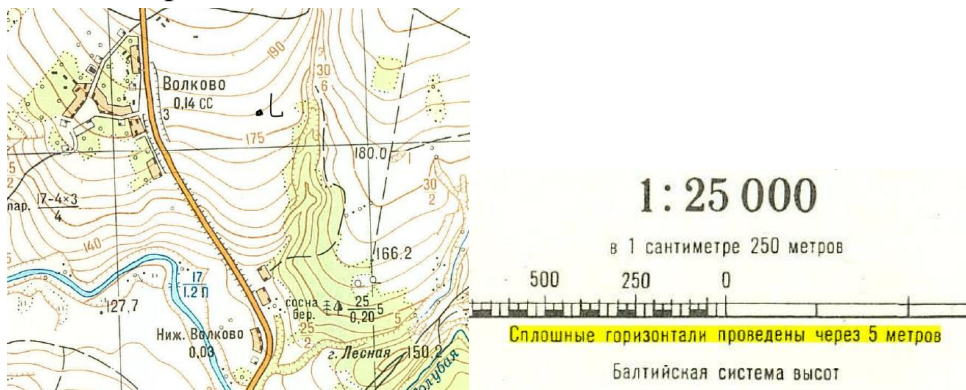 190
30
6
Волково
0,14 СС
3
L
175
180.0
30
2
17-4×3
4
140
166.2
17
1.2 П
127,7
сосна
бер.
25
0,20
5
25
2
5
Ниж. Волково
0,03
г. Лесная
150.2
1:25 000
в 1 сантиметре 250 метров
500 250 0
Сплошные горизонтали проведены через 5 метров
Балтийская система высот